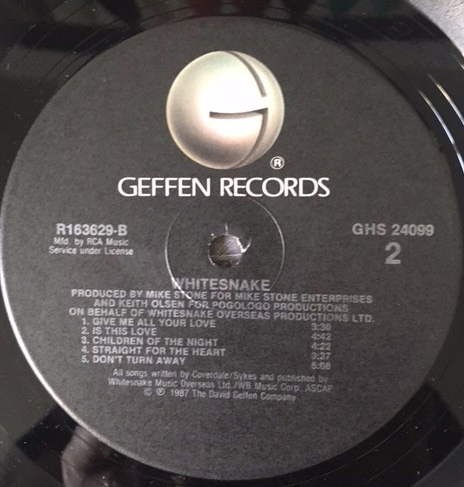 ®
GEFFEN RECORDS
R163629-B
Mfd. by RCA Music
Service under License
GHS 24099
2
WHITESNAKE
PRODUCED BY MIKE STONE FOR MIKE STONE ENTERPRISES
AND KEITH OLSEN FOR POGOLOGO PRODUCTIONS
ON BEHALF OF WHITESNAKE OVERSEAS PRODUCTIONS LTD.
1. GIVE ME ALL YOUR LOVE 3:30
2. IS THIS LOVE 4:42
3. CHILDREN OF THE NIGHT 4:23
4. STRAIGHT FOR THE HEART 3:37
5. DON'T TURN AWAY 5:08
All songs written by Coverdale/Sykes and published by
Whitesnake Music Overseas Ltd./WB Music Corp. ASCAP
© ℗ 1987 The David Geffen Company